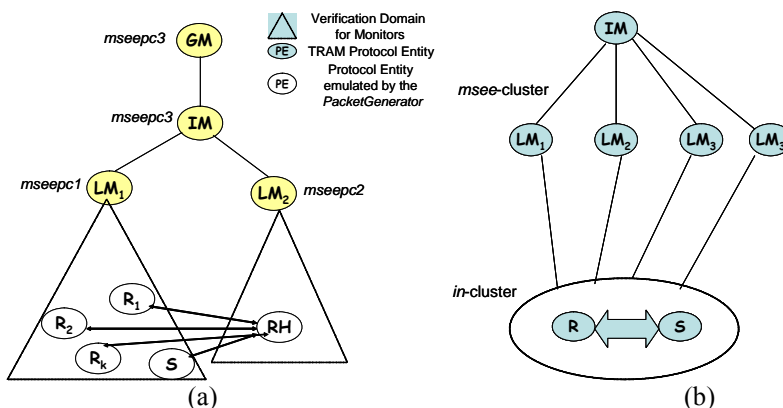 mseepc3
GM
Verification Domain
for Monitors
PE
TRAM Protocol Entity
PE
Protocol Entity
emulated by the
PacketGenerator
mseepc3
IM
mseepc1
LM1
LM2
mseepc2
R1
R2
Rk
S
RH
(a)
IM
msee-cluster
LM1
LM2
LM3
LM3
in-cluster
R
S
(b)